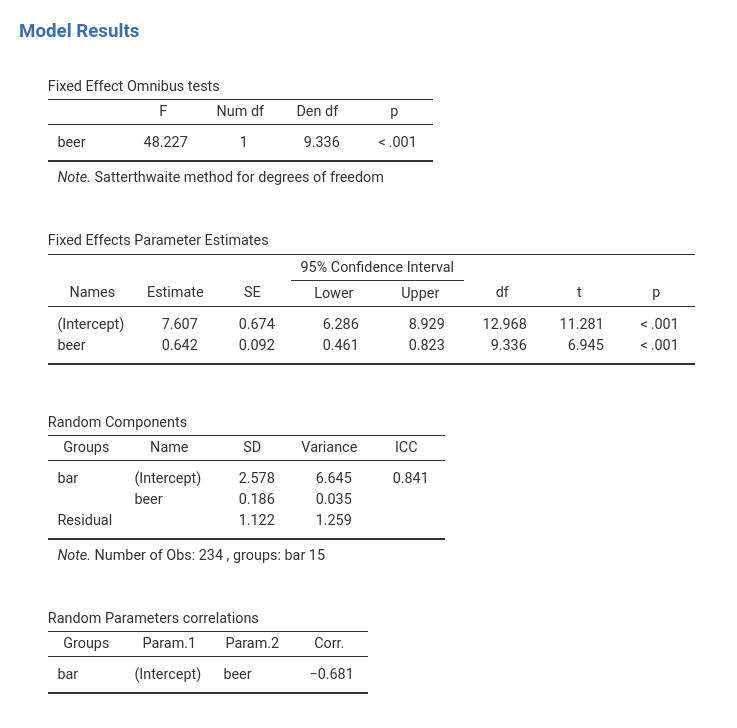 Model Results
Fixed Effect Omnibus tests
F Num df Den df p
beer 48.227 1 9.336 < .001
Note. Satterthwaite method for degrees of freedom
Fixed Effects Parameter Estimates
95% Confidence Interval
Names Estimate SE Lower Upper df t p
(Intercept) 7.607 0.674 6.286 8.929 12.968 11.281 < .001
beer 0.642 0.092 0.461 0.823 9.336 6.945 < .001
Random Components
Groups Name SD Variance ICC
bar (Intercept) 2.578 6.645 0.841
beer 0.186 0.035
Residual 1.122 1.259
Note. Number of Obs: 234 , groups: bar 15
Random Parameters correlations
Groups Param.1 Param.2 Corr.
bar (Intercept) beer −0.681